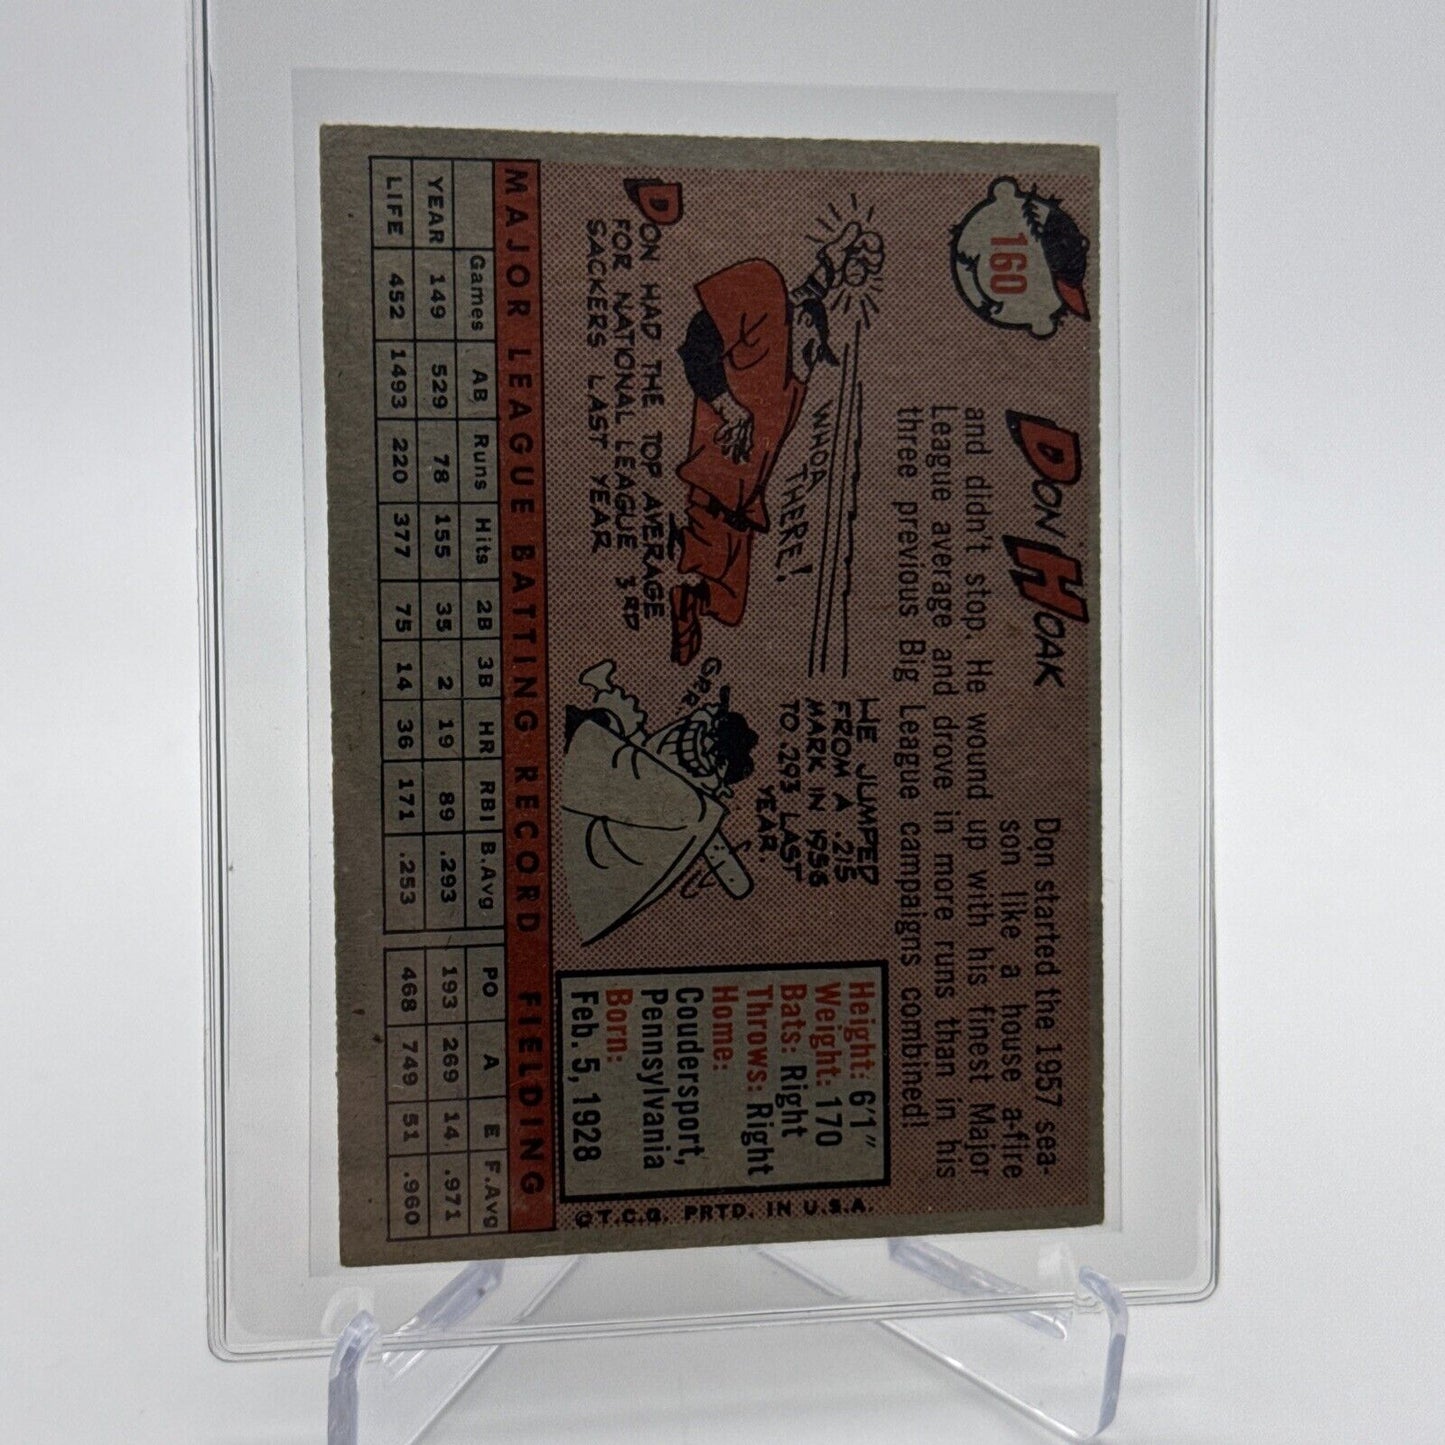 160
DON HOAK
Don started the 1957 sea-
son like a house a-fire
and didn't stop. He wound up with his finest Major
League average and drove in more runs than in his
three previous Big League campaigns combined!
WHOA
THERE!
DON HAD THE TOP AVERAGE
FOR NATIONAL LEAGUE 3RD
SACKERS LAST YEAR
HE JUMPED
FROM A .215
MARK IN 1956
TO .293 LAST
YEAR.
GRR.
Height: 6'1"
Weight: 170
Bats: Right
Throws: Right
Home:
Coudersport,
Pennsylvania
Born:
Feb. 5, 1928
© T.C.G. PRTD. IN U.S.A.
MAJOR LEAGUE BATTING RECORD FIELDING
Games AB Runs Hits 2B 3B HR RBI B.Avg PO A E F.Avg
YEAR 149 529 78 155 35 2 19 89 .293 193 269 14 .971
LIFE 452 1493 220 377 75 14 36 171 .253 468 749 51 .960